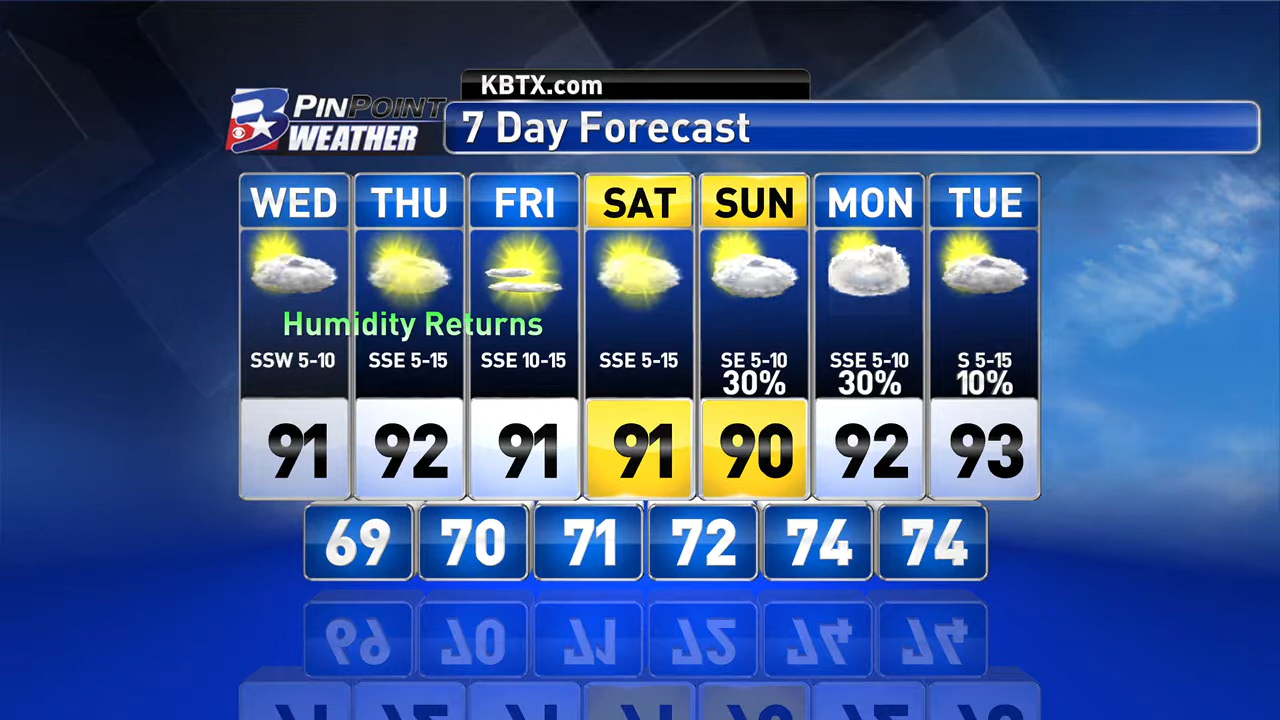 KBTX.com
3 PINPOINT
WEATHER
7 Day Forecast
WED THU FRI SAT SUN MON TUE
Humidity Returns
SSW 5-10 SSE 5-15 SSE 10-15 SSE 5-15 SE 5-10 SSE 5-10 S 5-15
30% 30% 10%
91 92 91 91 90 92 93
69 70 71 72 74 74